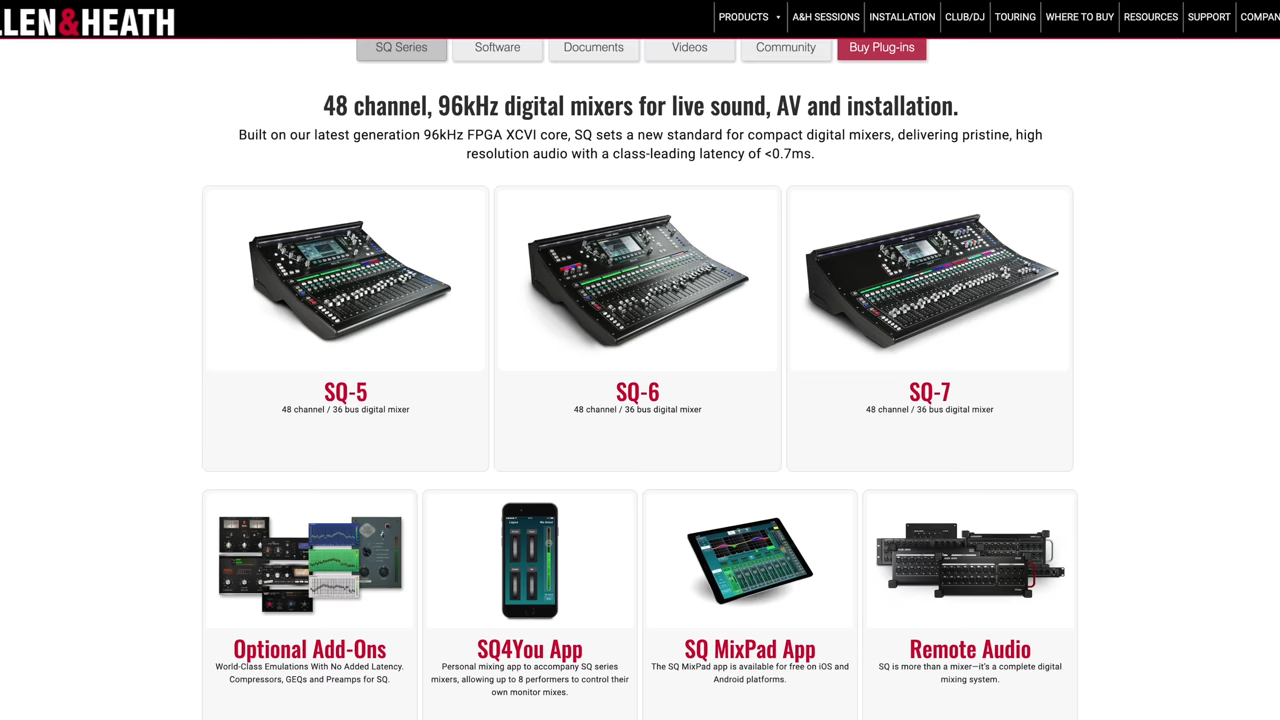 LLEN&HEATH
PRODUCTS
A&H SESSIONS
INSTALLATION
CLUB/DJ
TOURING
WHERE TO BUY
RESOURCES
SUPPORT
COMPAN
SQ Series
Software
Documents
Videos
Community
Buy Plug-ins
48 channel, 96kHz digital mixers for live sound, AV and installation.
Built on our latest generation 96kHz FPGA XCVI core, SQ sets a new standard for compact digital mixers, delivering pristine, high
resolution audio with a class-leading latency of <0.7ms.
SQ-5
48 channel / 36 bus digital mixer
SQ-6
48 channel / 36 bus digital mixer
SQ-7
48 channel / 36 bus digital mixer
Optional Add-Ons
World-Class Emulations With No Added Latency.
Compressors, GEQs and Preamps for SQ.
SQ4You App
Personal mixing app to accompany SQ series
mixers, allowing up to 8 performers to control their
own monitor mixes.
SQ MixPad App
The SQ MixPad app is available for free on iOS and
Android platforms.
Remote Audio
SQ is more than a mixer—it's a complete digital
mixing system.